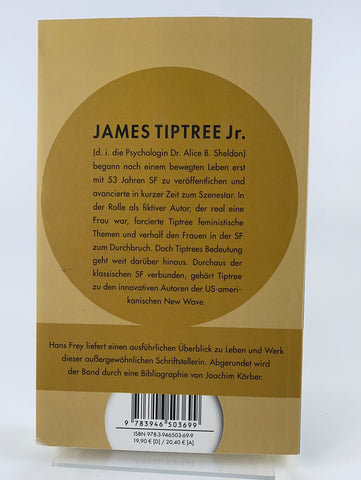 JAMES TIPTREE Jr.
(d. i. die Psychologin Dr. Alice B. Sheldon)
begann nach einem bewegten Leben erst
mit 53 Jahren SF zu veröffentlichen und
avancierte in kurzer Zeit zum Szenestar. In
der Rolle als fiktiver Autor, der real eine
Frau war, forcierte Tiptree feministische
Themen und verhalf den Frauen in der SF
zum Durchbruch. Doch Tiptrees Bedeutung
geht weit darüber hinaus. Durchaus der
klassischen SF verbunden, gehört Tiptree
zu den innovativen Autoren der US-ameri-
kanischen New Wave.
Hans Frey liefert einen ausführlichen Überblick zu Leben und Werk
dieser außergewöhnlichen Schriftstellerin. Abgerundet wird
der Band durch eine Bibliographie von Joachim Körber.
9 783946 503699
ISBN 978-3-946503-69-9
19,90 € [D] / 20,40 € [A]